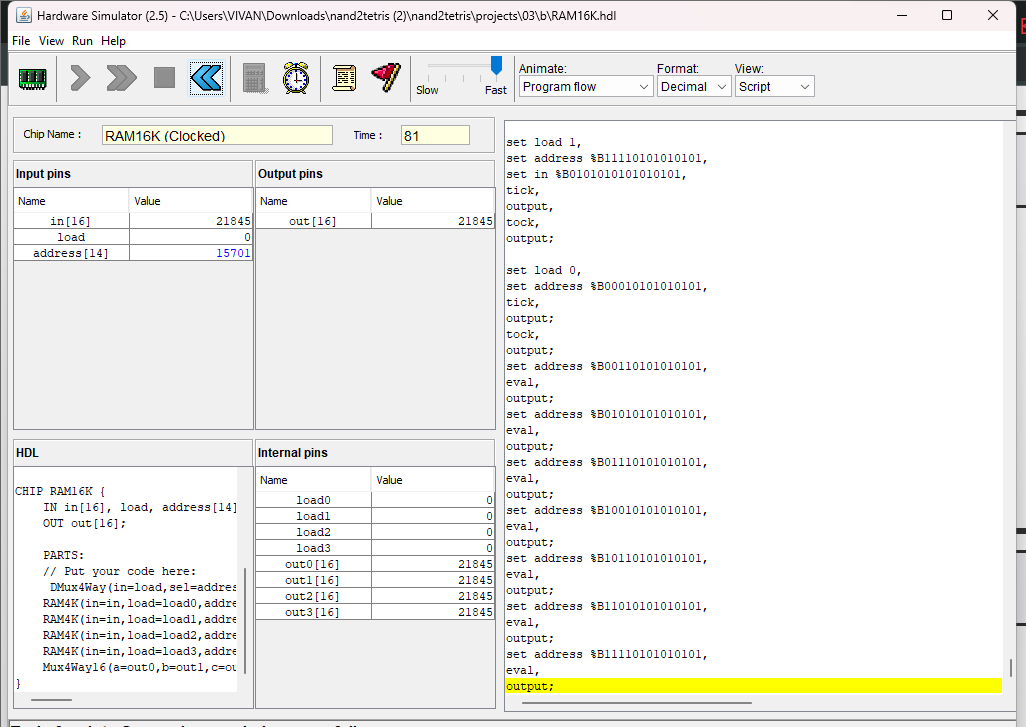 Hardware Simulator (2.5) - C:\Users\VIVAN\Downloads\nand2tetris (2)\nand2tetris\projects\03\b\RAM16K.hdl
File View Run Help
Slow Fast
Animate: Format: View:
Program flow Decimal Script
Chip Name : RAM16K (Clocked) Time : 81
Input pins
Name Value
in[16] 21845
load 0
address[14] 15701
Output pins
Name Value
out[16] 21845
HDL
CHIP RAM16K {
IN in[16], load, address[14]
OUT out[16];
PARTS:
// Put your code here:
DMux4Way(in=load,sel=addres
RAM4K(in=in,load=load0,addre
RAM4K(in=in,load=load1,addre
RAM4K(in=in,load=load2,addre
RAM4K(in=in,load=load3,addre
Mux4Way16(a=out0,b=out1,c=ou
}
Internal pins
Name Value
load0 0
load1 0
load2 0
load3 0
out0[16] 21845
out1[16] 21845
out2[16] 21845
out3[16] 21845
set load 1,
set address %B11110101010101,
set in %B0101010101010101,
tick,
output,
tock,
output;
set load 0,
set address %B00010101010101,
tick,
output;
tock,
output;
set address %B00110101010101,
eval,
output;
set address %B01010101010101,
eval,
output;
set address %B01110101010101,
eval,
output;
set address %B10010101010101,
eval,
output;
set address %B10110101010101,
eval,
output;
set address %B11010101010101,
eval,
output;
set address %B11110101010101,
eval,
output;